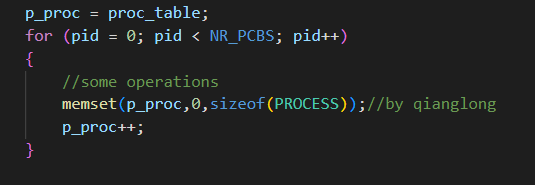 p_proc = proc_table;
for (pid = 0; pid < NR_PCBS; pid++)
{
    //some operations
    memset(p_proc,0,sizeof(PROCESS));//by qianglong
    p_proc++;
}